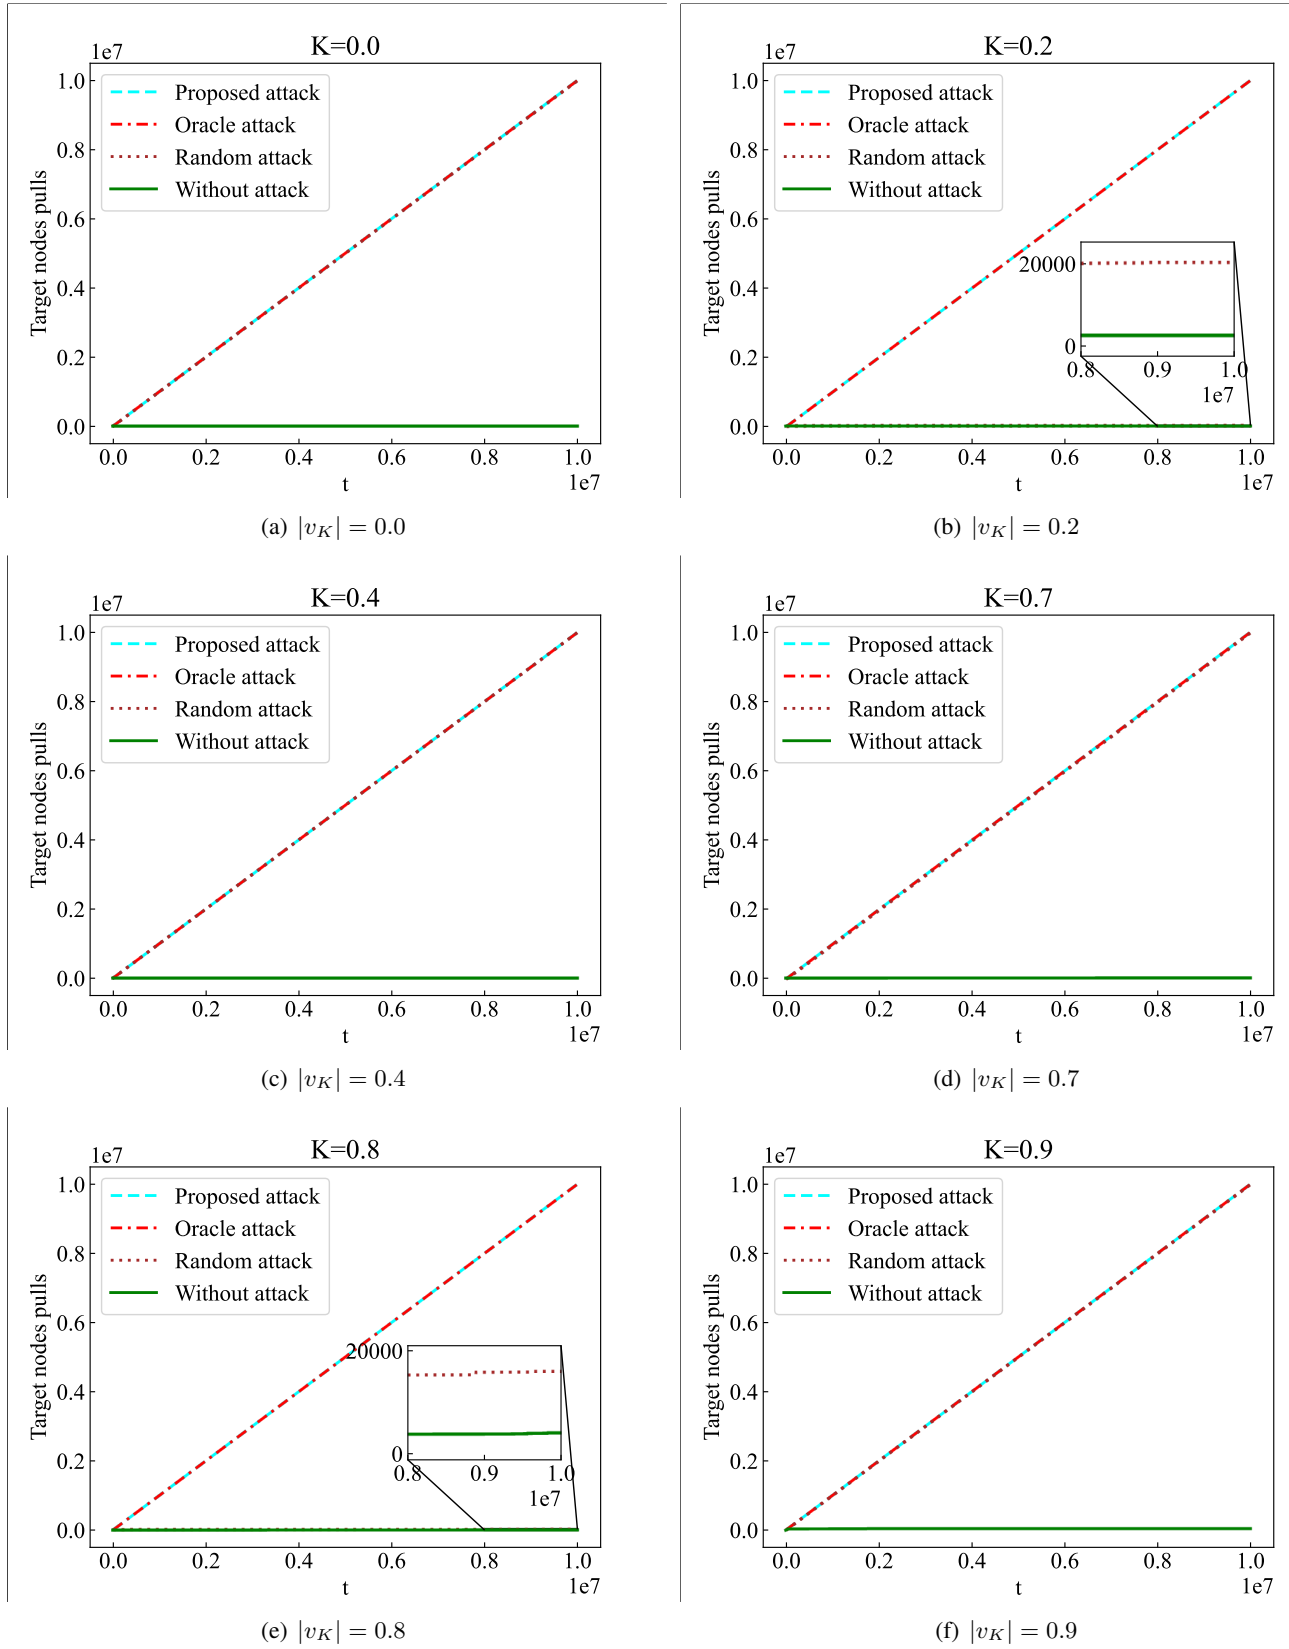 1e7
K=0.0
Target nodes pulls
1.0
0.8
0.6
0.4
0.2
0.0
Proposed attack
Oracle attack
Random attack
Without attack
0.0 0.2 0.4 0.6 0.8 1.0
t
1e7
(a) |v_K| = 0.0
1e7
K=0.2
Target nodes pulls
1.0
0.8
0.6
0.4
0.2
0.0
Proposed attack
Oracle attack
Random attack
Without attack
20000
0
0.8 0.9 1.0
1e7
0.0 0.2 0.4 0.6 0.8 1.0
t
1e7
(b) |v_K| = 0.2
1e7
K=0.4
Target nodes pulls
1.0
0.8
0.6
0.4
0.2
0.0
Proposed attack
Oracle attack
Random attack
Without attack
0.0 0.2 0.4 0.6 0.8 1.0
t
1e7
(c) |v_K| = 0.4
1e7
K=0.7
Target nodes pulls
1.0
0.8
0.6
0.4
0.2
0.0
Proposed attack
Oracle attack
Random attack
Without attack
0.0 0.2 0.4 0.6 0.8 1.0
t
1e7
(d) |v_K| = 0.7
1e7
K=0.8
Target nodes pulls
1.0
0.8
0.6
0.4
0.2
0.0
Proposed attack
Oracle attack
Random attack
Without attack
20000
0
0.8 0.9 1.0
1e7
0.0 0.2 0.4 0.6 0.8 1.0
t
1e7
(e) |v_K| = 0.8
1e7
K=0.9
Target nodes pulls
1.0
0.8
0.6
0.4
0.2
0.0
Proposed attack
Oracle attack
Random attack
Without attack
0.0 0.2 0.4 0.6 0.8 1.0
t
1e7
(f) |v_K| = 0.9